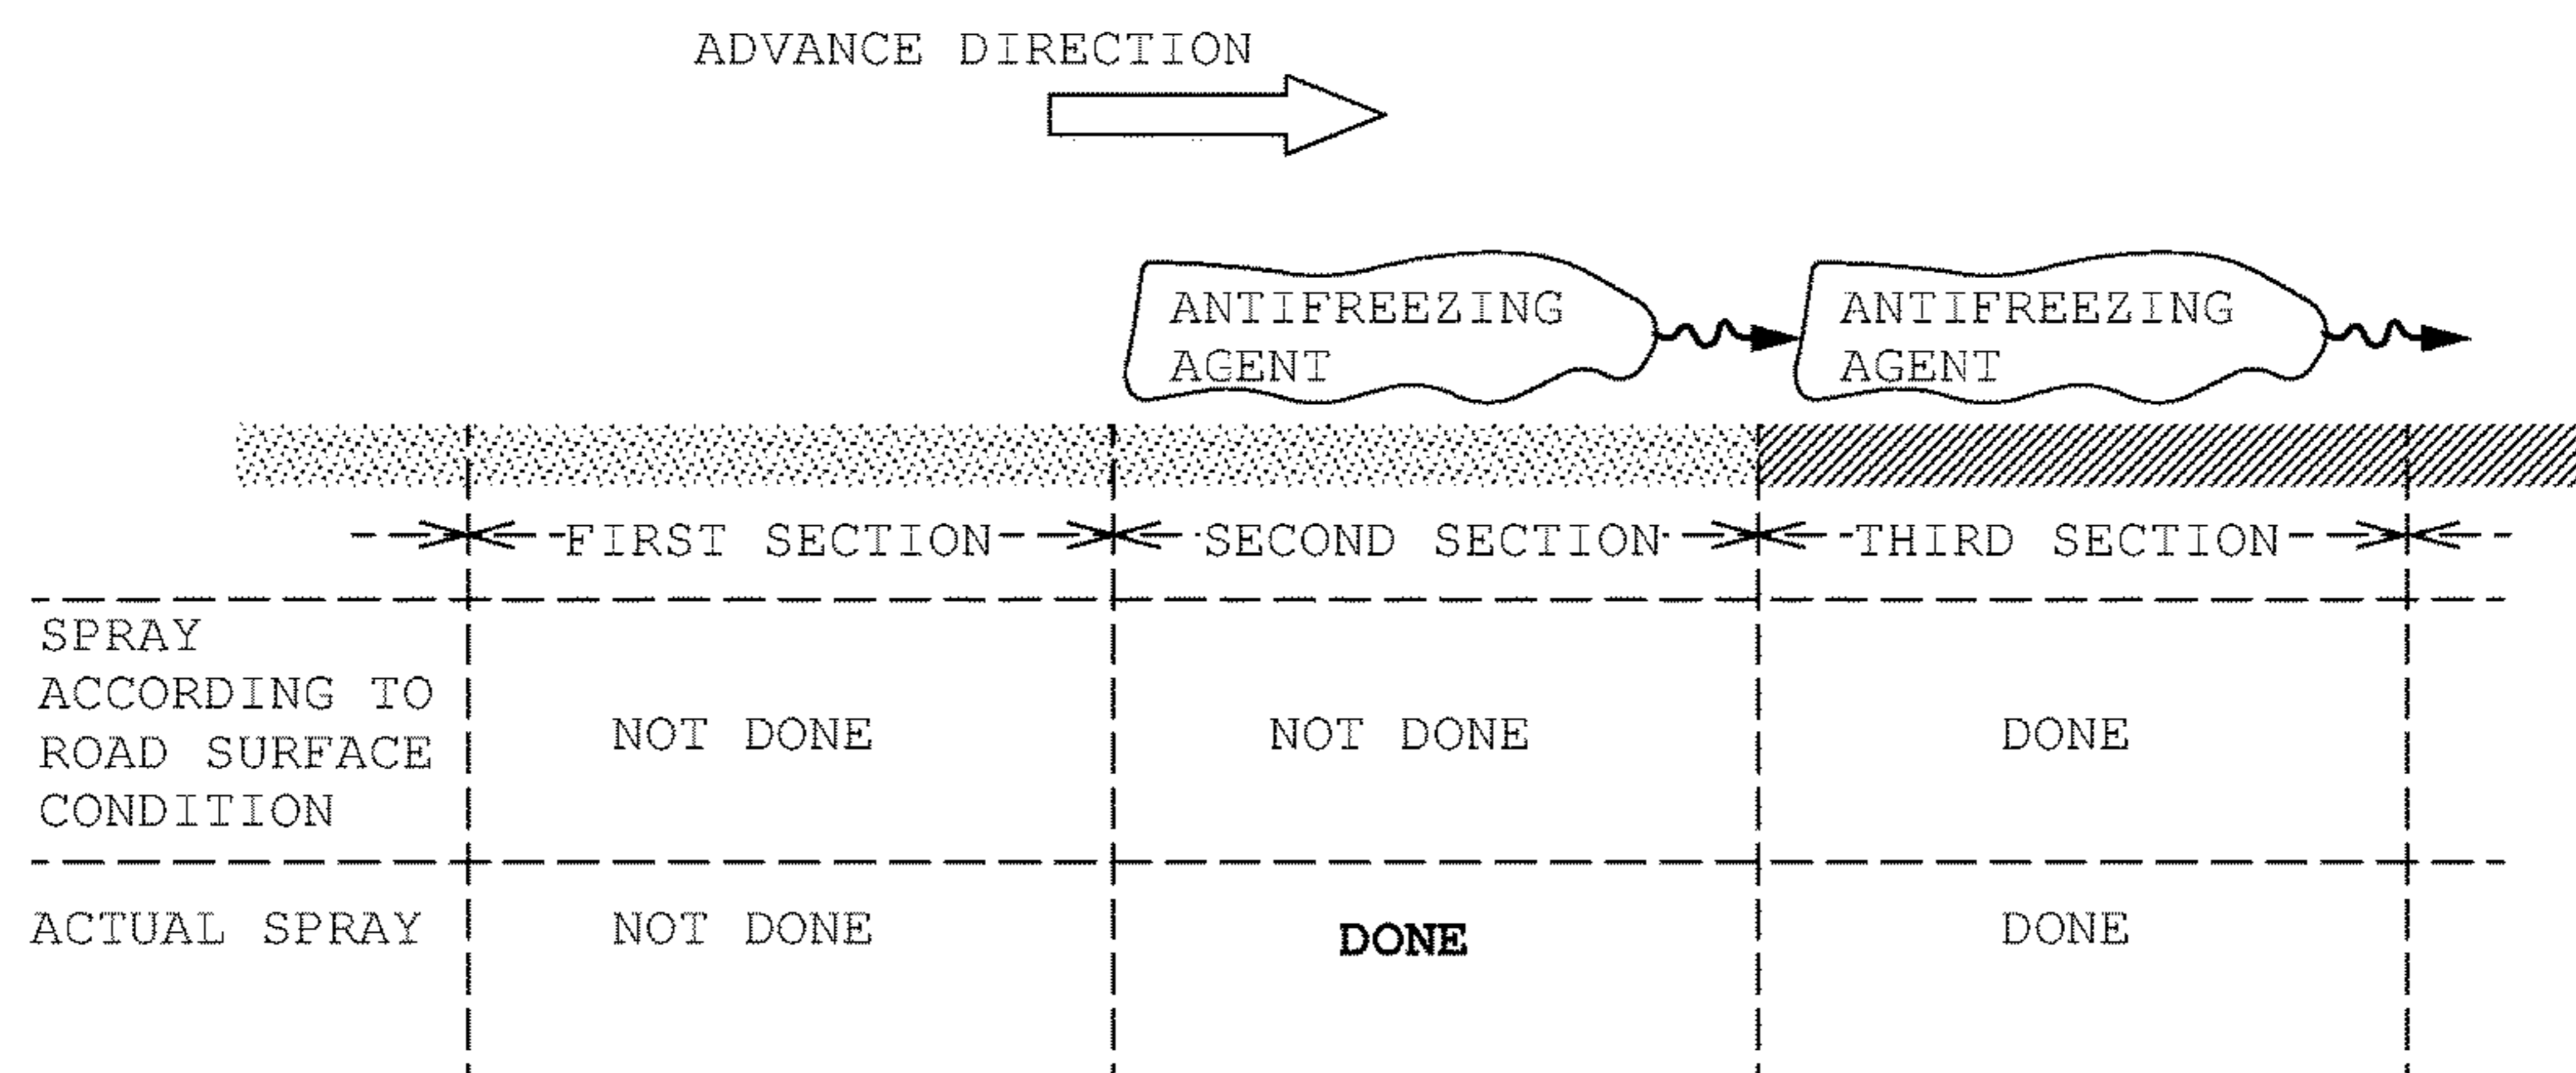 ADVANCE DIRECTION
ANTIFREEZING
AGENT
ANTIFREEZING
AGENT
FIRST SECTION
SECOND SECTION
THIRD SECTION
SPRAY
ACCORDING TO
ROAD SURFACE
CONDITION
NOT DONE
NOT DONE
DONE
ACTUAL SPRAY
NOT DONE
DONE
DONE